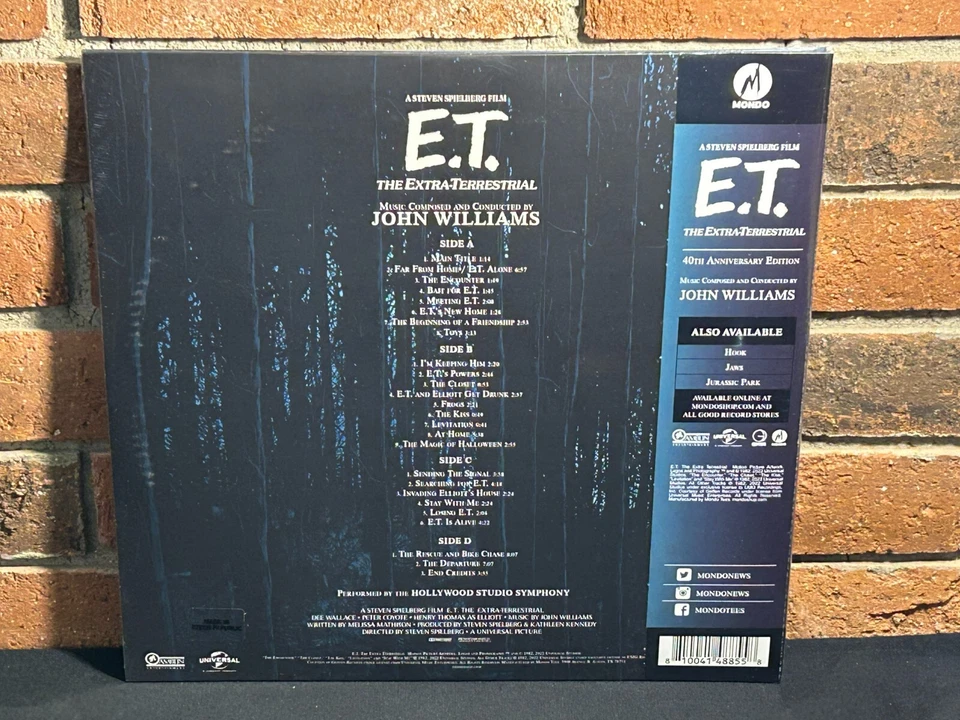 A STEVEN SPIELBERG FILM
E.T.
THE EXTRA-TERRESTRIAL
MUSIC COMPOSED AND CONDUCTED BY
JOHN WILLIAMS
SIDE A
1. MAIN TITLE 1:14
2. FAR FROM HOME / E.T. ALONE 6:57
3. THE ENCOUNTER 1:49
4. BAIT FOR E.T. 1:45
5. MEETING E.T. 2:08
6. E.T.'S NEW HOME 1:26
7. THE BEGINNING OF A FRIENDSHIP 2:53
8. TOYS 3:13
SIDE B
1. I'M KEEPING HIM 2:20
2. E.T.'S POWERS 2:44
3. THE CLOSET 0:53
4. E.T. AND ELLIOTT GET DRUNK 2:57
5. FROGS 2:11
6. THE KISS 0:49
7. LEVITATION 0:41
8. AT HOME 5:38
9. THE MAGIC OF HALLOWEEN 2:55
SIDE C
1. SENDING THE SIGNAL 3:58
2. SEARCHING FOR E.T. 4:18
3. INVADING ELLIOTT'S HOUSE 2:24
4. STAY WITH ME 2:24
5. LOSING E.T. 2:04
6. E.T. IS ALIVE 4:22
SIDE D
1. THE RESCUE AND BIKE CHASE 8:07
2. THE DEPARTURE 7:07
3. END CREDITS 3:53
PERFORMED BY THE HOLLYWOOD STUDIO SYMPHONY
A STEVEN SPIELBERG FILM E.T. THE EXTRA-TERRESTRIAL
DEE WALLACE • PETER COYOTE • HENRY THOMAS AS ELLIOTT • MUSIC BY JOHN WILLIAMS
WRITTEN BY MELISSA MATHISON • PRODUCED BY STEVEN SPIELBERG & KATHLEEN KENNEDY
DIRECTED BY STEVEN SPIELBERG • A UNIVERSAL PICTURE
AMBLIN
ENTERTAINMENT
UNIVERSAL
MONDO
A STEVEN SPIELBERG FILM
E.T.
THE EXTRA-TERRESTRIAL
40TH ANNIVERSARY EDITION
MUSIC COMPOSED AND CONDUCTED BY
JOHN WILLIAMS
ALSO AVAILABLE
HOOK
JAWS
JURASSIC PARK
AVAILABLE ONLINE AT
MONDOSHOP.COM AND
ALL GOOD RECORD STORES
AMBLIN
ENTERTAINMENT
UNIVERSAL
MONDONEWS
MONDONEWS
MONDOTEES
8 10041 48855 8